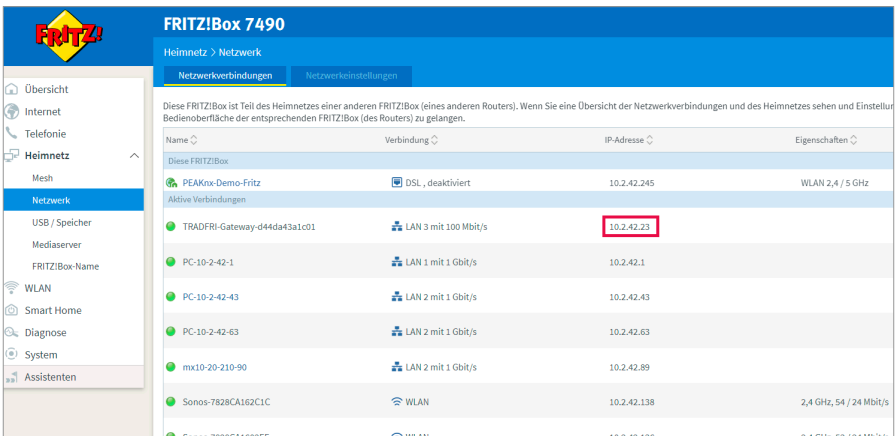 FRITZ!
FRITZ!Box 7490
Heimnetz > Netzwerk
Netzwerkverbindungen Netzwerkeinstellungen
Übersicht
Internet
Telefonie
Heimnetz
Mesh
Netzwerk
USB / Speicher
Mediaserver
FRITZ!Box-Name
WLAN
Smart Home
Diagnose
System
Assistenten
Diese FRITZ!Box ist Teil des Heimnetzes einer anderen FRITZ!Box (eines anderen Routers). Wenn Sie eine Übersicht der Netzwerkverbindungen und des Heimnetzes sehen und
Bedienoberfläche der entsprechenden FRITZ!Box (des Routers) zu gelangen.
Name Verbindung IP-Adresse Eigenschaften
Diese FRITZ!Box
PEAKnx-Demo-Fritz DSL , deaktiviert 10.2.42.245 WLAN 2,4 / 5 GHz
Aktive Verbindungen
TRADFRI-Gateway-d44da43a1c01 LAN 3 mit 100 Mbit/s 10.2.42.23
PC-10-2-42-1 LAN 1 mit 1 Gbit/s 10.2.42.1
PC-10-2-42-43 LAN 2 mit 1 Gbit/s 10.2.42.43
PC-10-2-42-63 LAN 2 mit 1 Gbit/s 10.2.42.63
mx10-20-210-90 LAN 2 mit 1 Gbit/s 10.2.42.89
Sonos-7828CA162C1C WLAN 10.2.42.138 2,4 GHz, 54 / 24 Mbit/s